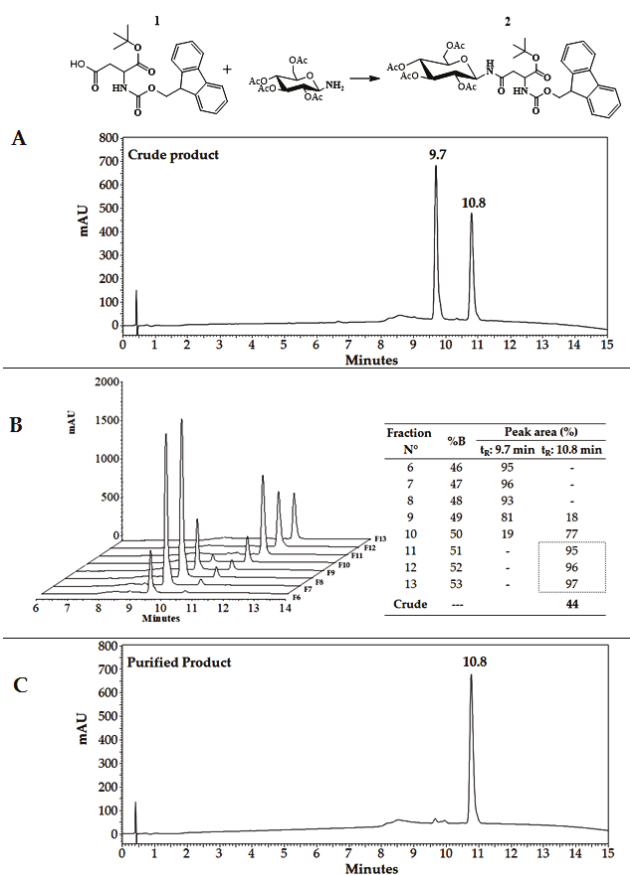 1
2
HO
O
O
O
HN
O
O
+
OAc
AcO
AcO
OAc
O
NH2
OAc
AcO
AcO
OAc
O
H
N
O
O
O
HN
O
O
A
Crude product
9.7
10.8
mAU
800
700
600
500
400
300
200
100
0
0 1 2 3 4 5 6 7 8 9 10 11 12 13 14 15
Minutes
B
mAU
2000
1500
1000
500
0
F13
F12
F11
F10
F9
F8
F7
F6
6 7 8 9 10 11 12 13 14
Minutes
Fraction N° %B Peak area (%)
tR: 9.7 min tR: 10.8 min
6 46 95 -
7 47 96 -
8 48 93 -
9 49 81 18
10 50 19 77
11 51 - 95
12 52 - 96
13 53 - 97
Crude --- 44
C
Purified Product
10.8
mAU
800
700
600
500
400
300
200
100
0
0 1 2 3 4 5 6 7 8 9 10 11 12 13 14 15
Minutes